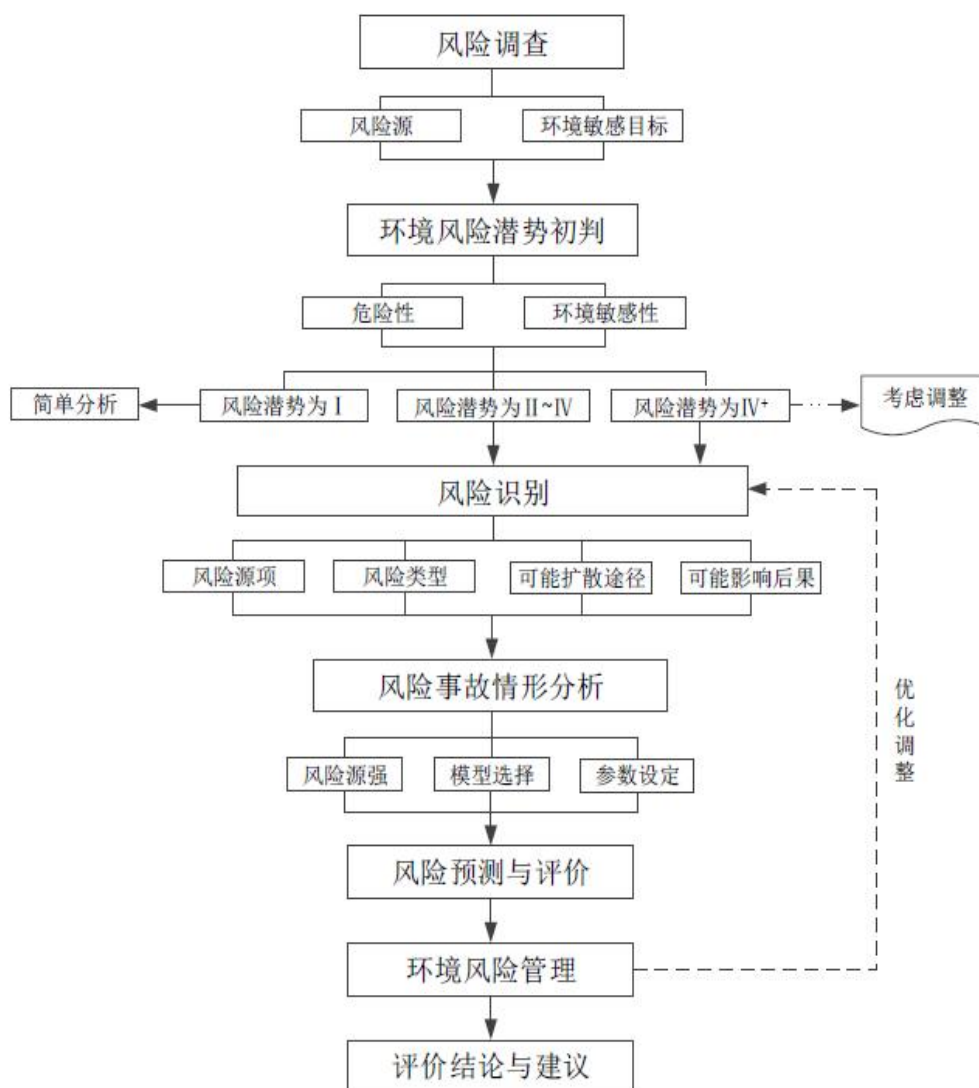 风险调查
风险源
环境敏感目标
环境风险潜势初判
危险性
环境敏感性
简单分析
风险潜势为Ⅰ
风险潜势为Ⅱ~Ⅳ
风险潜势为Ⅳ⁺
考虑调整
风险识别
风险源项
风险类型
可能扩散途径
可能影响后果
风险事故情形分析
风险源强
模型选择
参数设定
优化调整
风险预测与评价
环境风险管理
评价结论与建议